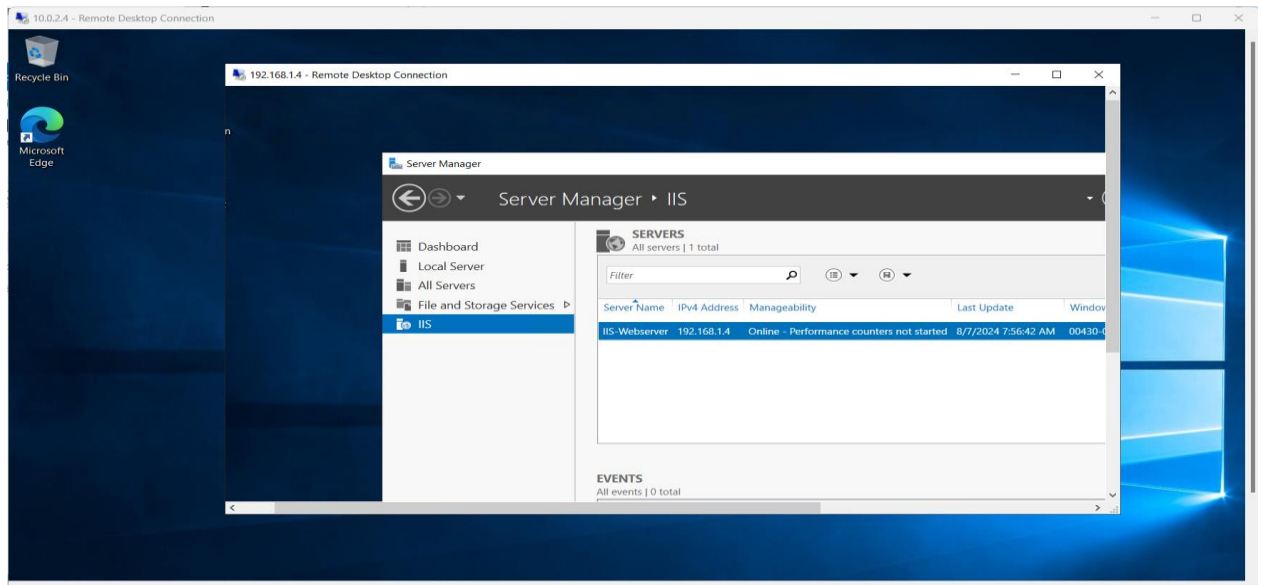 10.0.2.4 - Remote Desktop Connection
Recycle Bin
Microsoft
Edge
192.168.1.4 - Remote Desktop Connection
n
Server Manager
Server Manager ‣ IIS
Dashboard
Local Server
All Servers
File and Storage Services
IIS
SERVERS
All servers | 1 total
Filter
Server Name IPv4 Address Manageability Last Update Window
IIS-Webserver 192.168.1.4 Online - Performance counters not started 8/7/2024 7:56:42 AM 00430-0
EVENTS
All events | 0 total